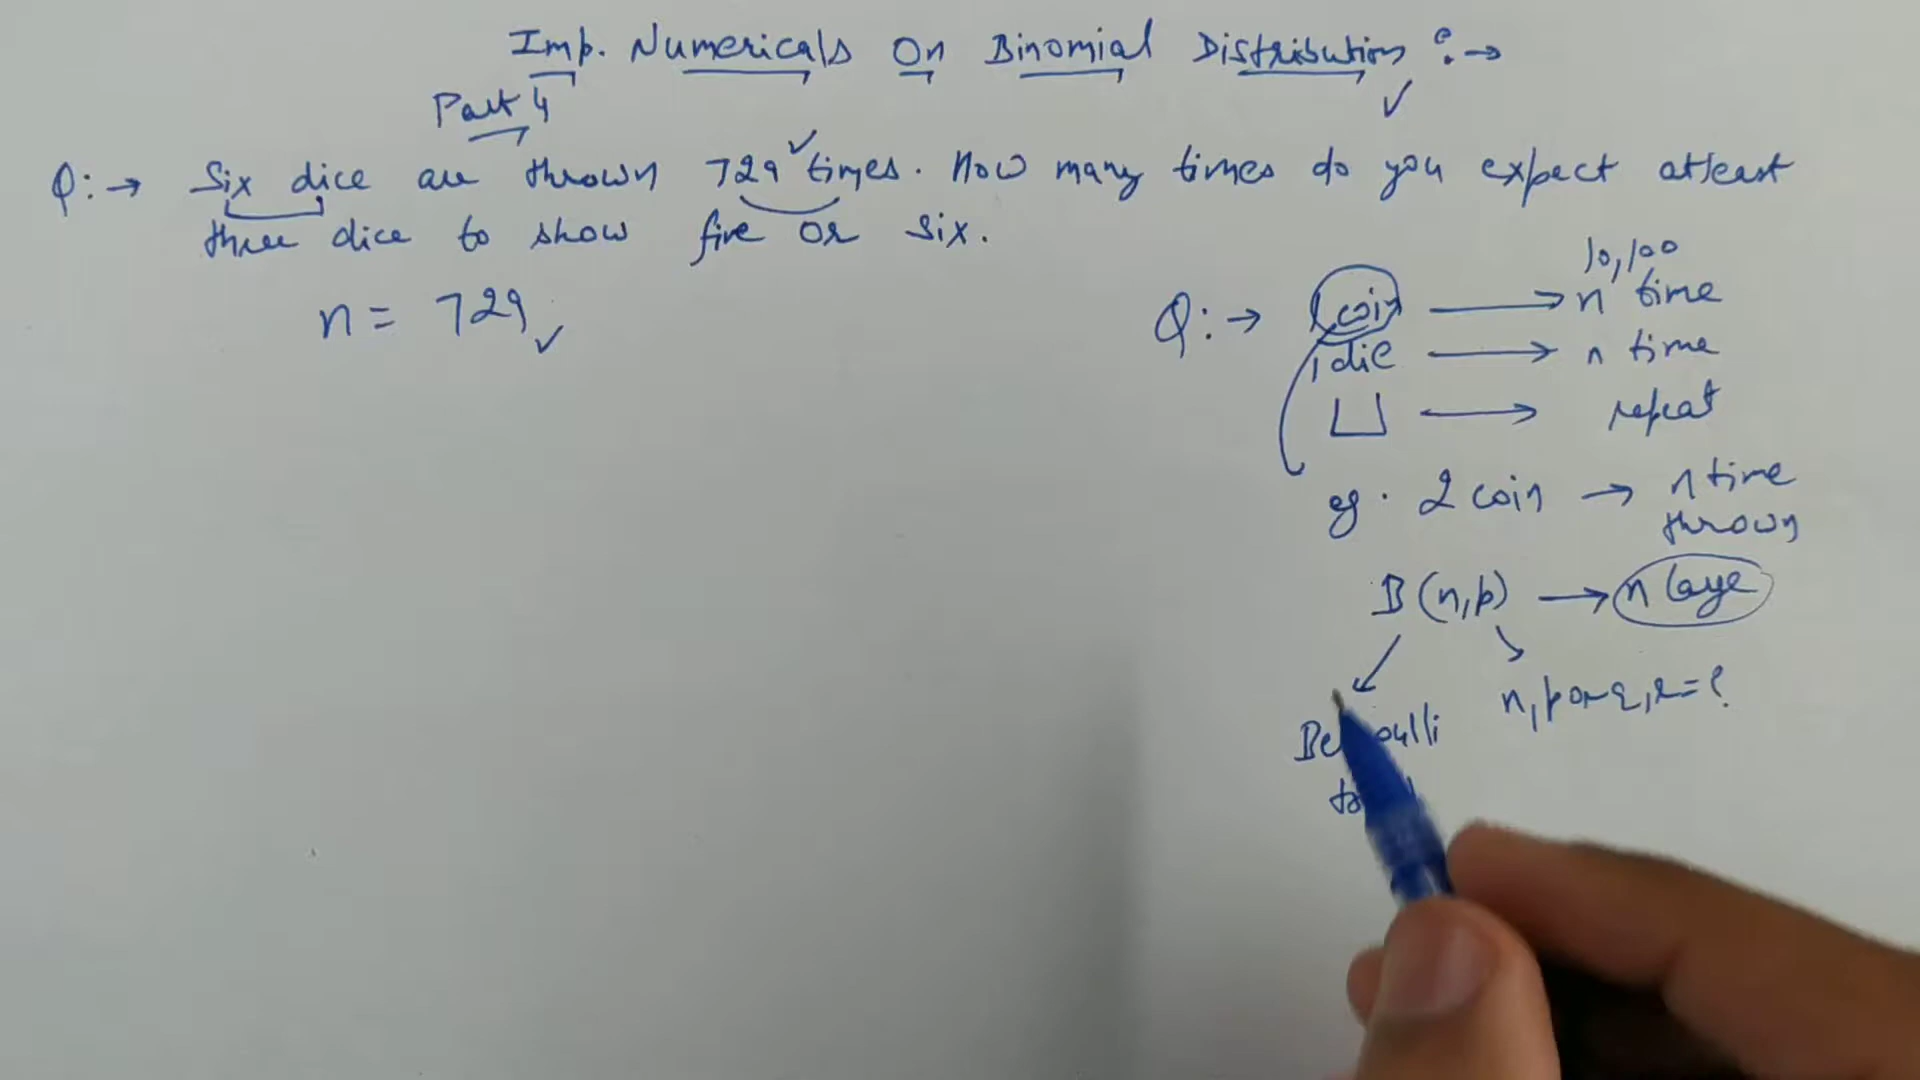 Imp. Numericals On Binomial Distribution :→
Part 4
Q:→ Six dice are thrown 729 times. How many times do you expect atleast
three dice to show five or six.
n = 729
Q:→ 1 coin → n time
10,100
1 die → n time
→ repeat
eg. 2 coin → n time
thrown
B (n,p) → n large
n, p or q, r = ?